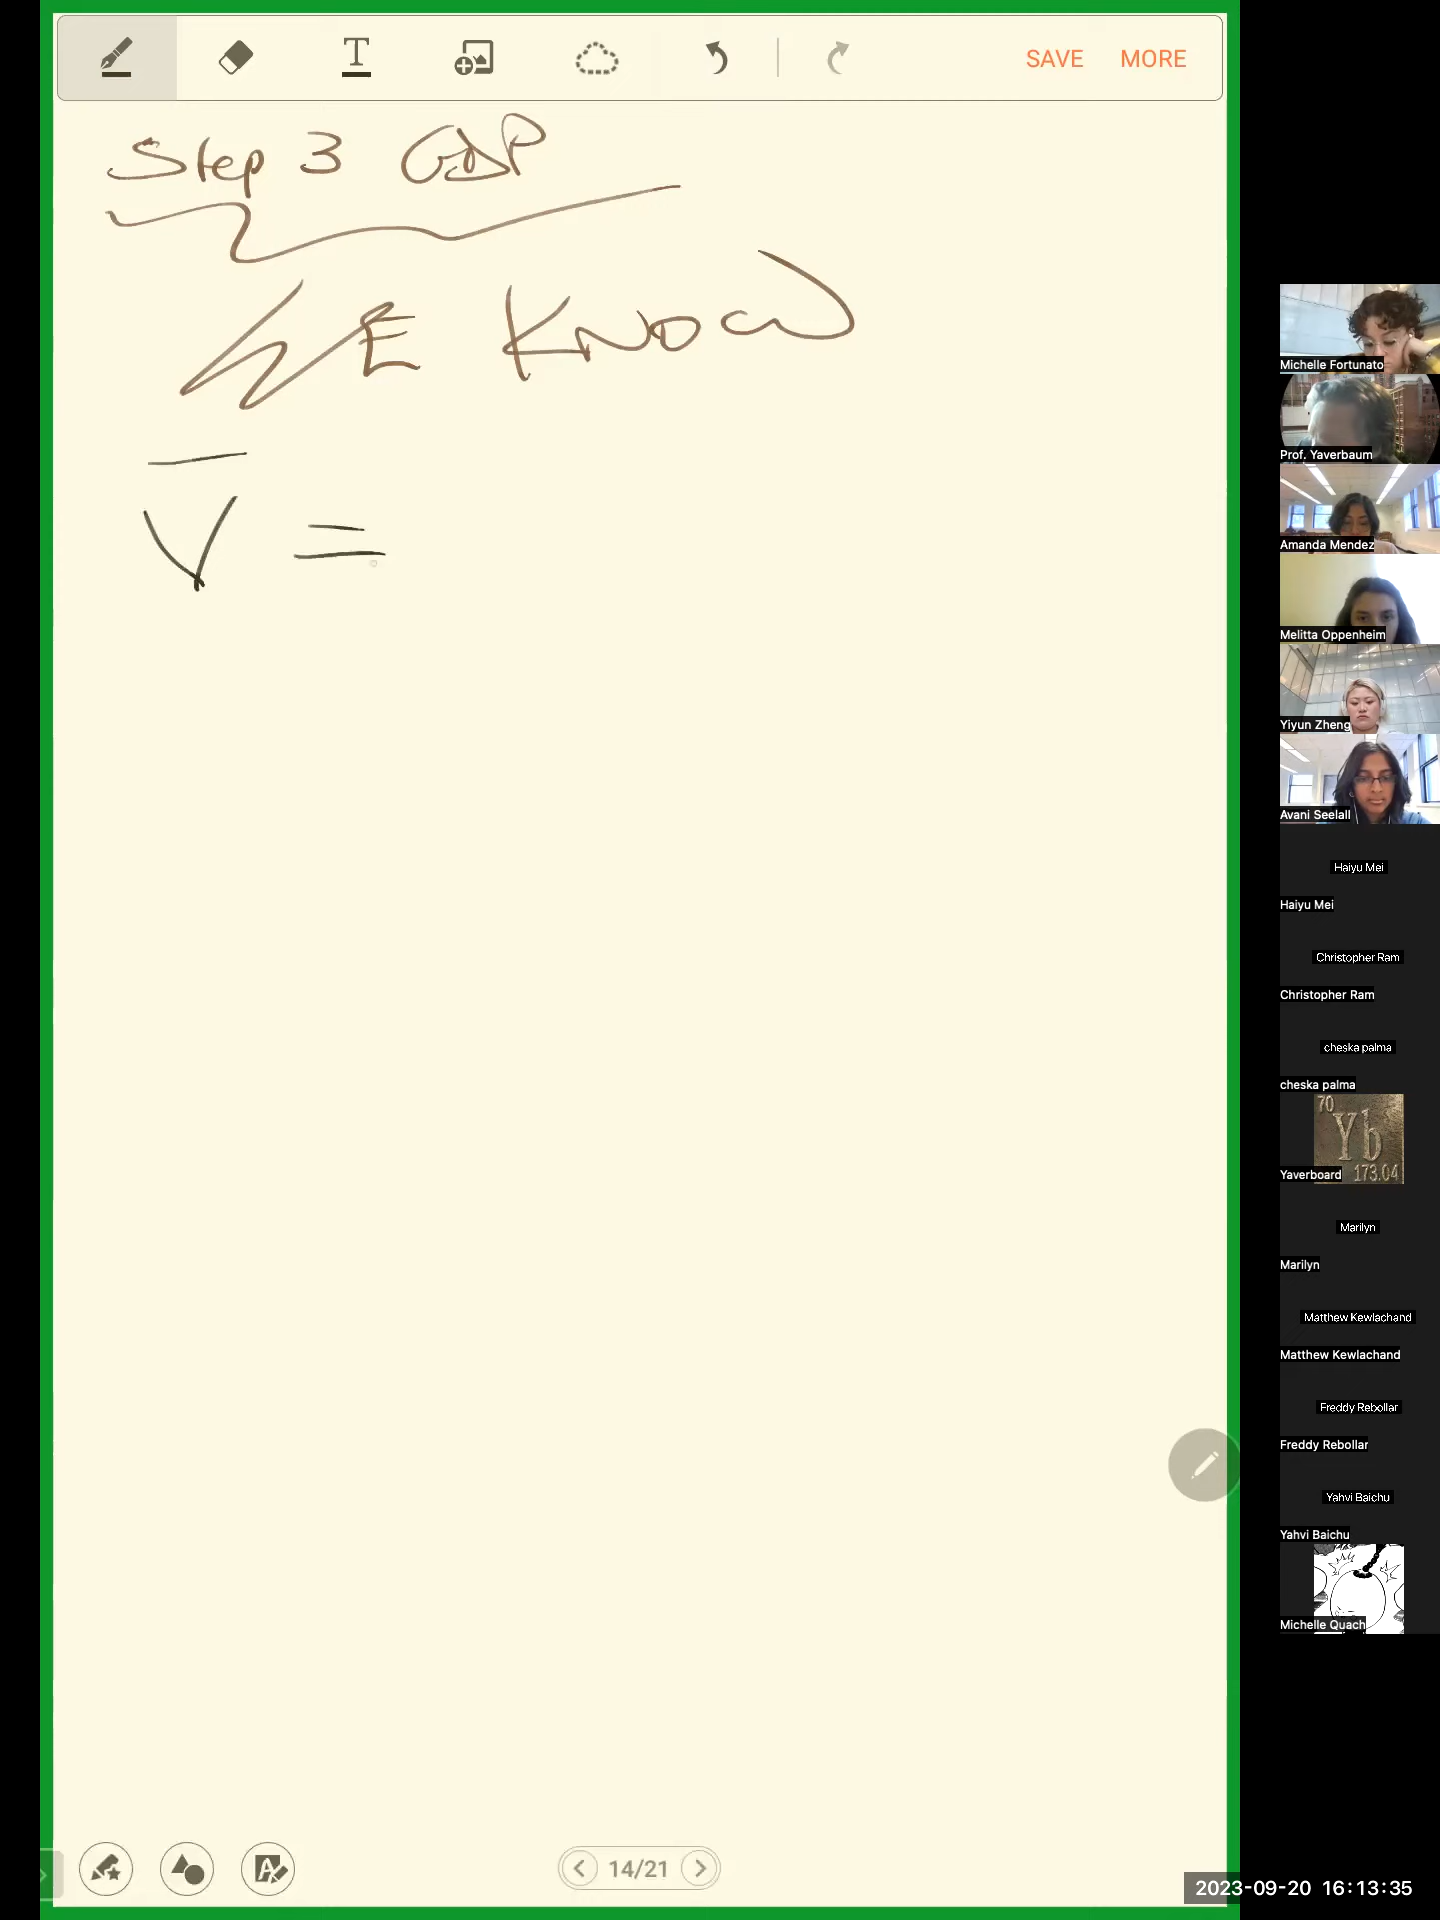 T
SAVE MORE
Step 3 GDP
WE KNOW
V̅ =
Michelle Fortunato
Prof. Yaverbaum
Amanda Mendez
Melitta Oppenheim
Yiyun Zheng
Avani Seelall
Haiyu Mei
Haiyu Mei
Christopher Ram
Christopher Ram
cheska palma
cheska palma
70
Yb
173.04
Yaverboard
Marilyn
Marilyn
Matthew Kewlachand
Matthew Kewlachand
Freddy Rebollar
Freddy Rebollar
Yahvi Baichu
Yahvi Baichu
Michelle Quach
A
14/21
2023-09-20 16:13:35